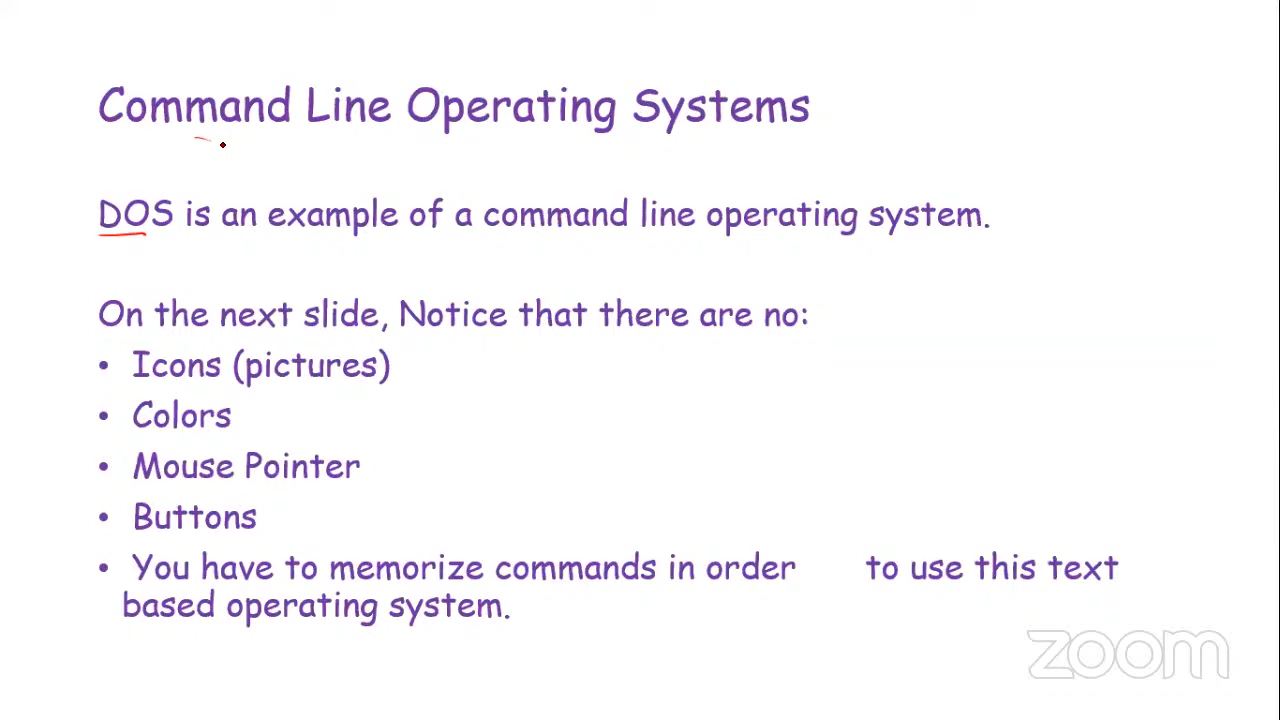 Command Line Operating Systems
DOS is an example of a command line operating system.
On the next slide, Notice that there are no:
• Icons (pictures)
• Colors
• Mouse Pointer
• Buttons
• You have to memorize commands in order to use this text
based operating system.
zoom